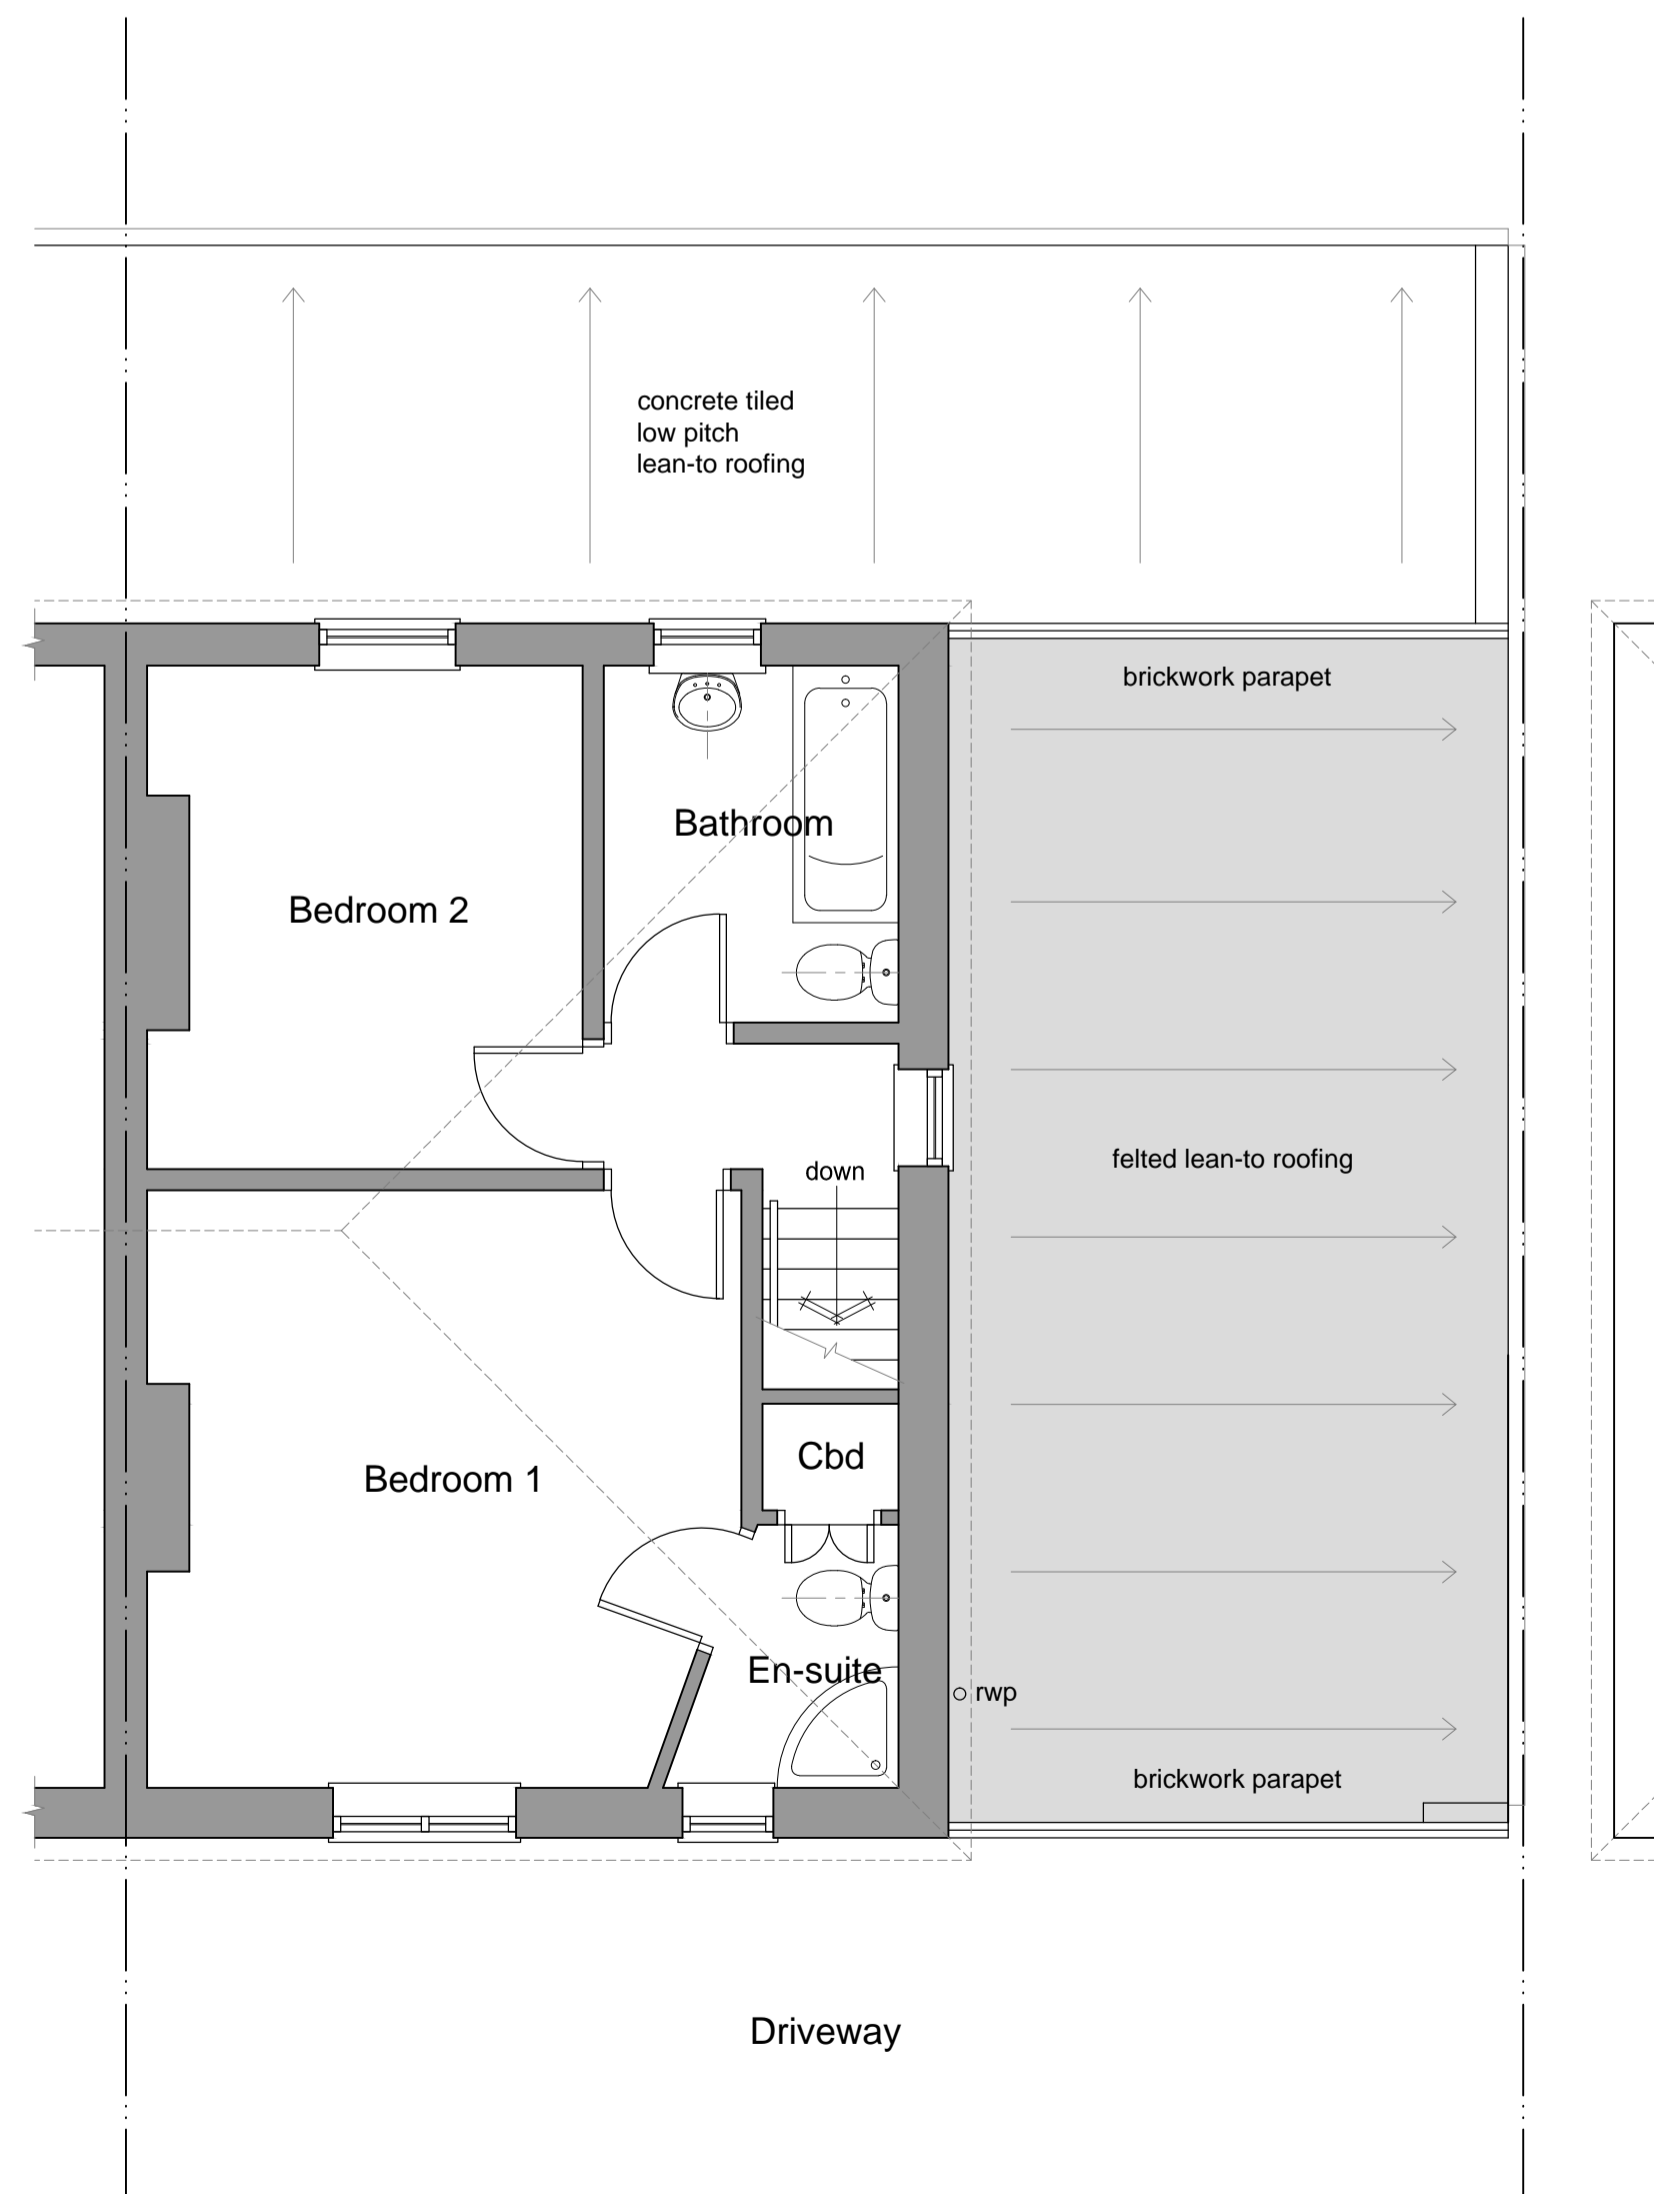 concrete tiled
low pitch
lean-to roofing
brickwork parapet
Bathroom
Bedroom 2
felted lean-to roofing
down
Cbd
Bedroom 1
En-suite
rwp
brickwork parapet
Driveway